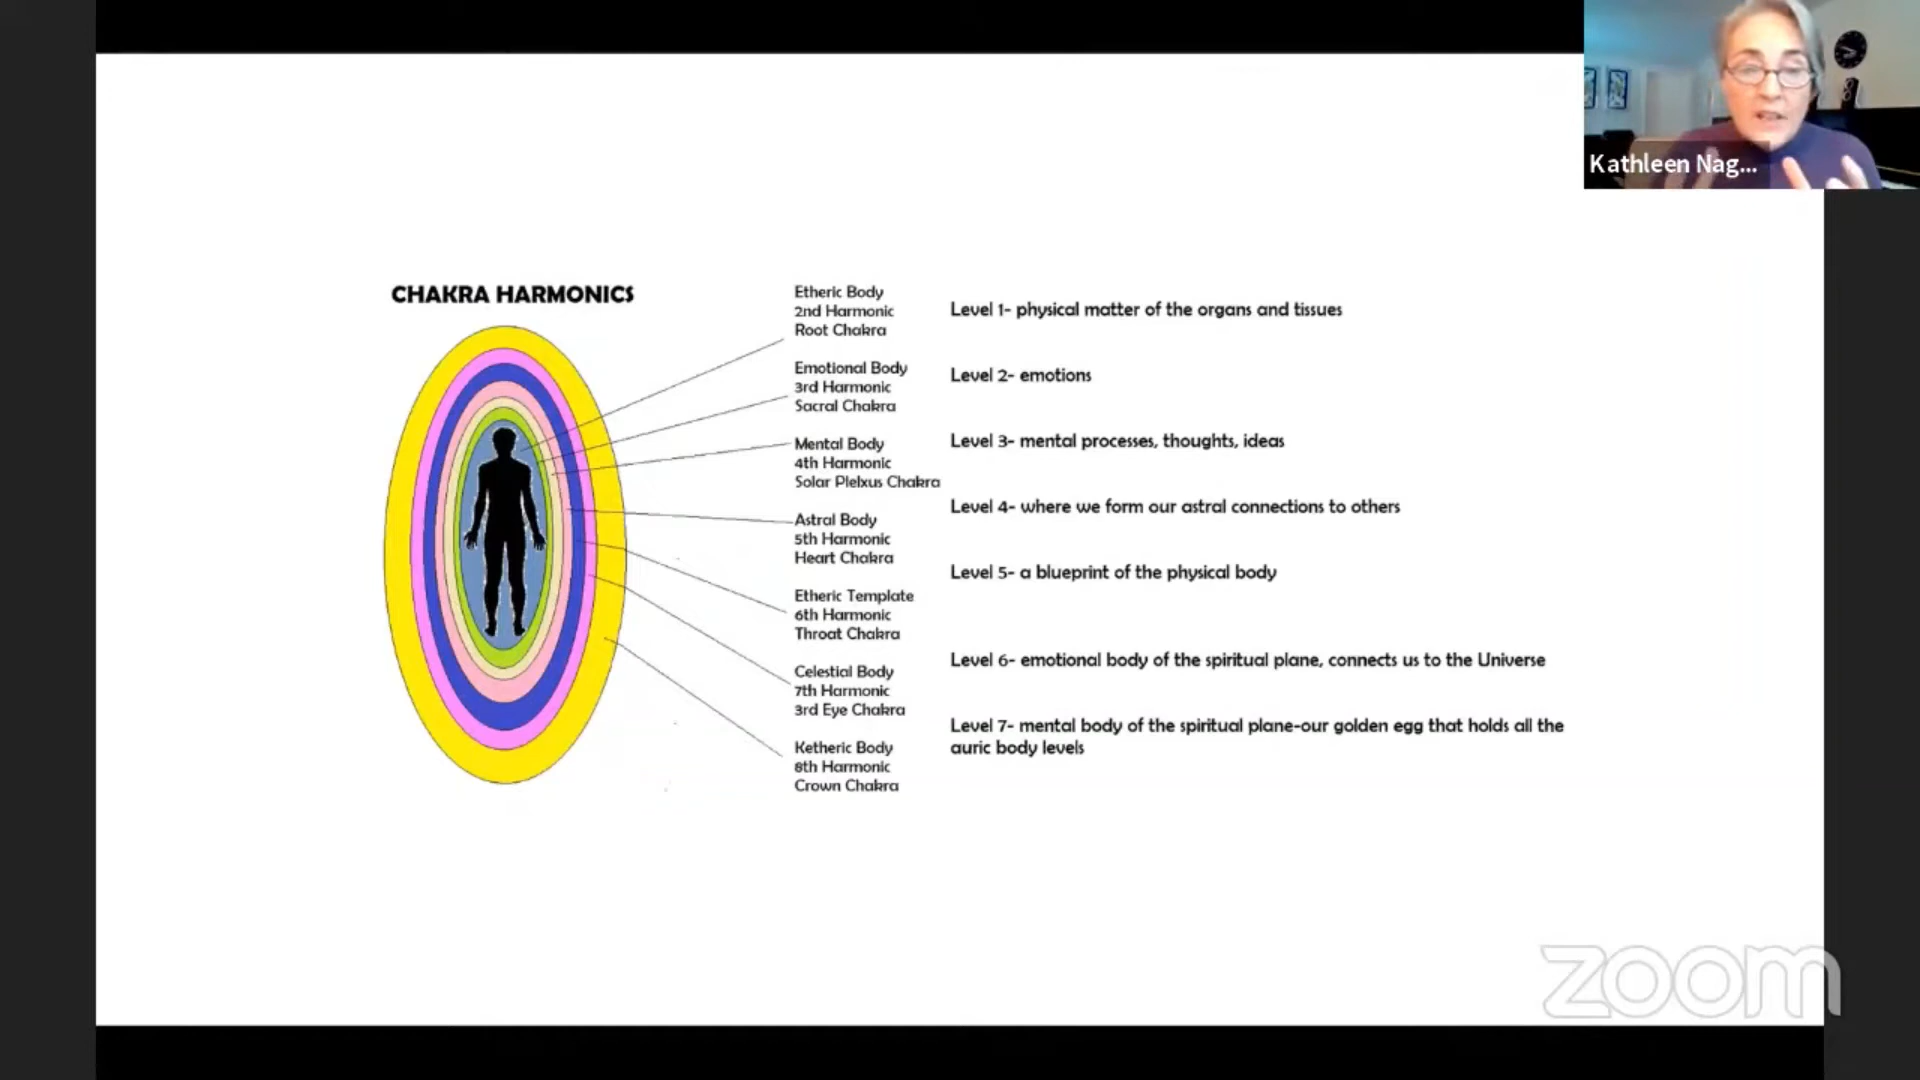 Kathleen Nag...
CHAKRA HARMONICS
Etheric Body
2nd Harmonic
Root Chakra
Emotional Body
3rd Harmonic
Sacral Chakra
Mental Body
4th Harmonic
Solar Plelxus Chakra
Astral Body
5th Harmonic
Heart Chakra
Etheric Template
6th Harmonic
Throat Chakra
Celestial Body
7th Harmonic
3rd Eye Chakra
Ketheric Body
8th Harmonic
Crown Chakra
Level 1- physical matter of the organs and tissues
Level 2- emotions
Level 3- mental processes, thoughts, ideas
Level 4- where we form our astral connections to others
Level 5- a blueprint of the physical body
Level 6- emotional body of the spiritual plane, connects us to the Universe
Level 7- mental body of the spiritual plane-our golden egg that holds all the
auric body levels
zoom